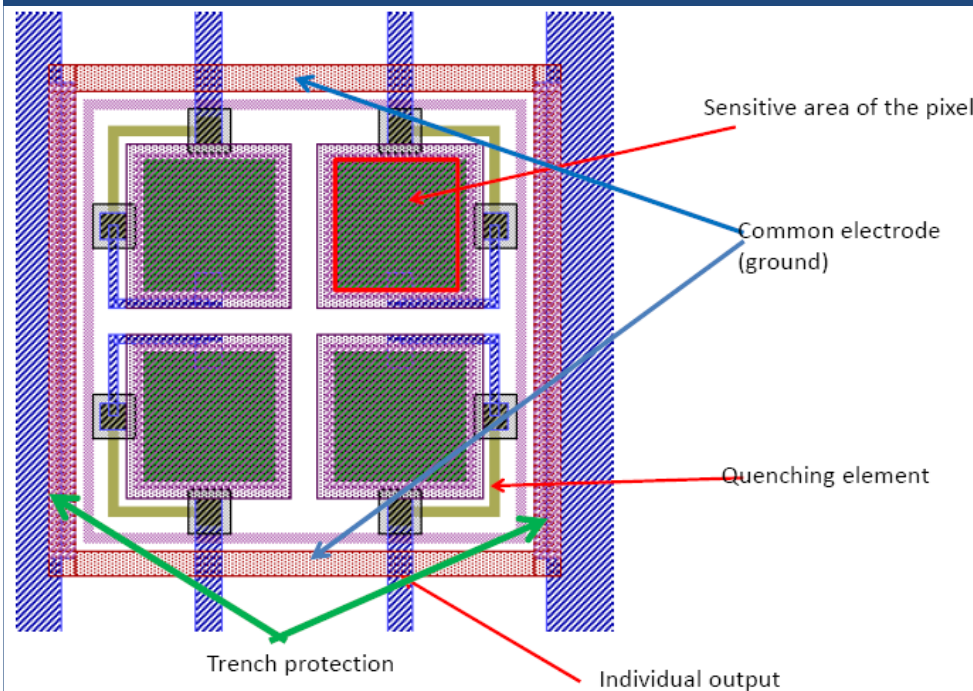 Sensitive area of the pixel
Common electrode
(ground)
Quenching element
Trench protection
Individual output